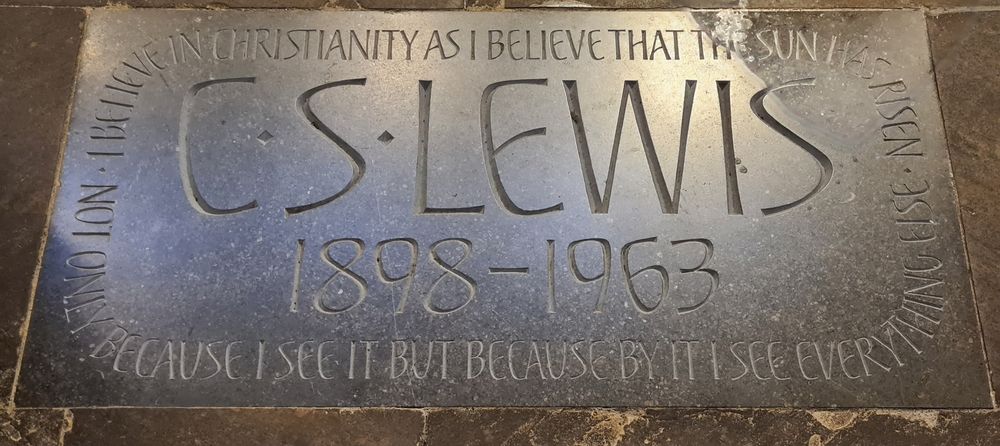 · I BELIEVE IN CHRISTIANITY AS I BELIEVE THAT THE SUN HAS RISEN ·
C·S·LEWIS
1898–1963
NOT ONLY BECAUSE I SEE IT BUT BECAUSE BY IT I SEE EVERYTHING ELSE